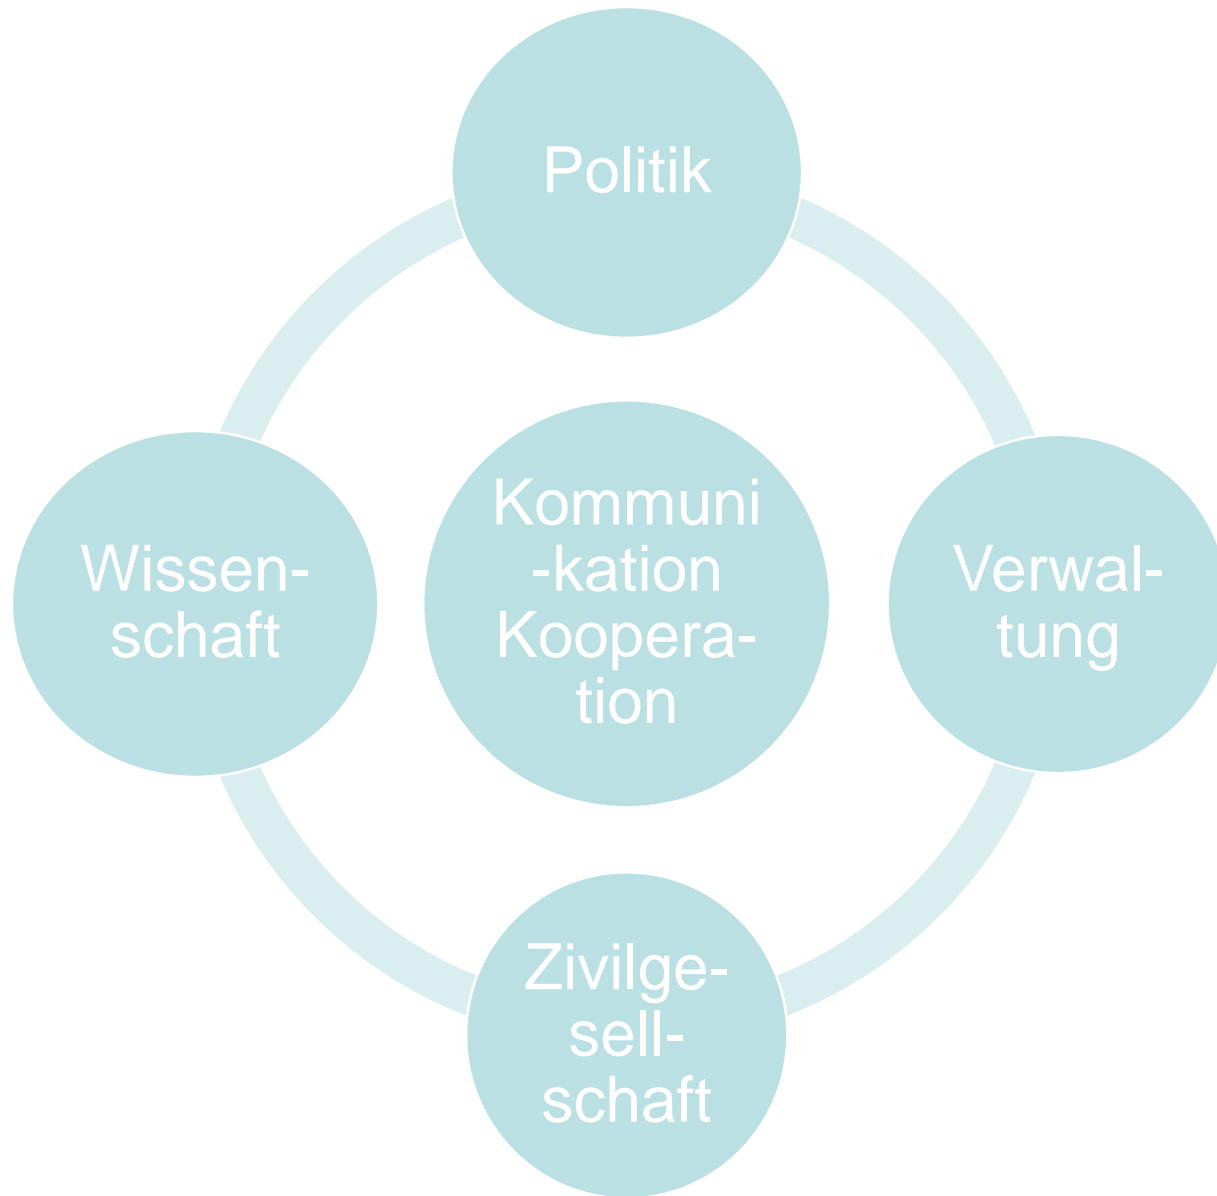 Politik
Wissen-
schaft
Kommuni
-kation
Koopera-
tion
Verwal-
tung
Zivilge-
sell-
schaft